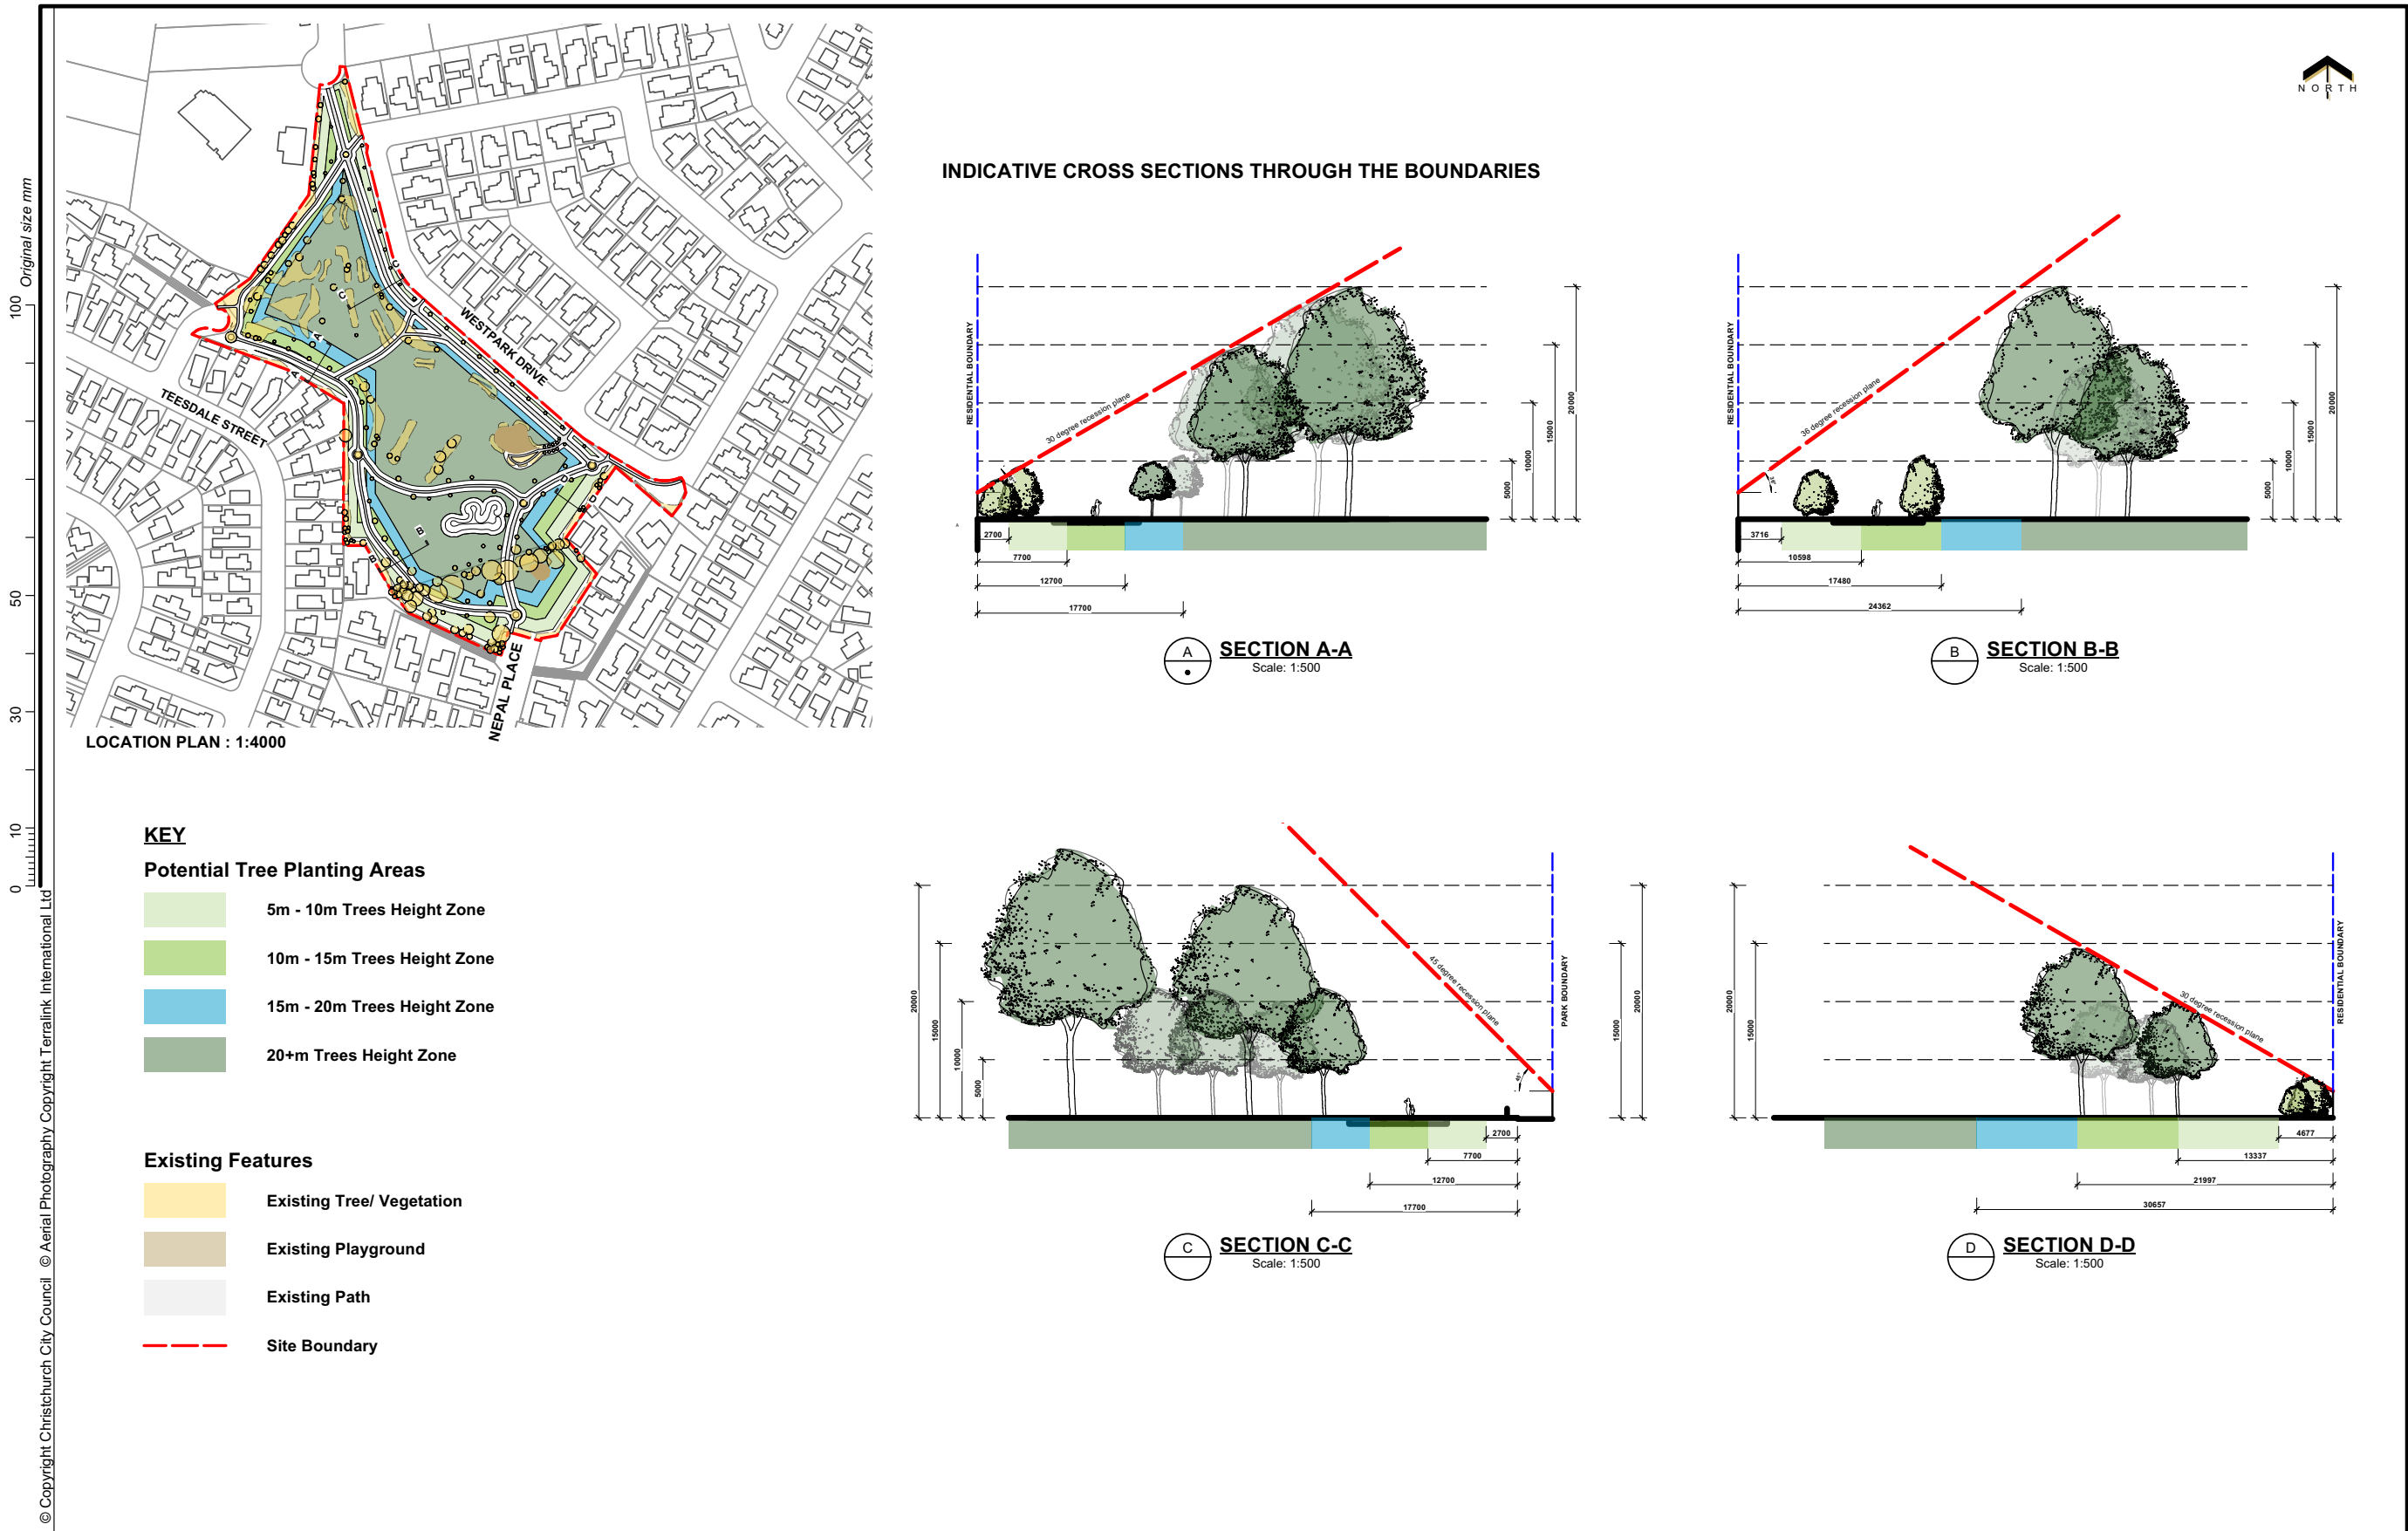 NORTH
INDICATIVE CROSS SECTIONS THROUGH THE BOUNDARIES
Original size mm
100
50
30
10
0
© Copyright Christchurch City Council © Aerial Photography Copyright Terralink International Ltd
WESTPARK DRIVE
TEESDALE STREET
NEPAL PLACE
C
C
A
A
B
D
LOCATION PLAN : 1:4000
RESIDENTIAL BOUNDARY
30 degree recession plane
5000
10000
15000
20000
2700
7700
12700
17700
A
SECTION A-A
Scale: 1:500
RESIDENTIAL BOUNDARY
36 degree recession plane
5000
10000
15000
20000
3716
10598
17480
24362
B
SECTION B-B
Scale: 1:500
KEY
Potential Tree Planting Areas
5m - 10m Trees Height Zone
10m - 15m Trees Height Zone
15m - 20m Trees Height Zone
20+m Trees Height Zone
Existing Features
Existing Tree/ Vegetation
Existing Playground
Existing Path
Site Boundary
20000
15000
10000
5000
45 degree recession plane
45°
PARK BOUNDARY
15000
20000
2700
7700
12700
17700
C
SECTION C-C
Scale: 1:500
20000
15000
30 degree recession plane
RESIDENTIAL BOUNDARY
4677
13337
21997
30657
D
SECTION D-D
Scale: 1:500